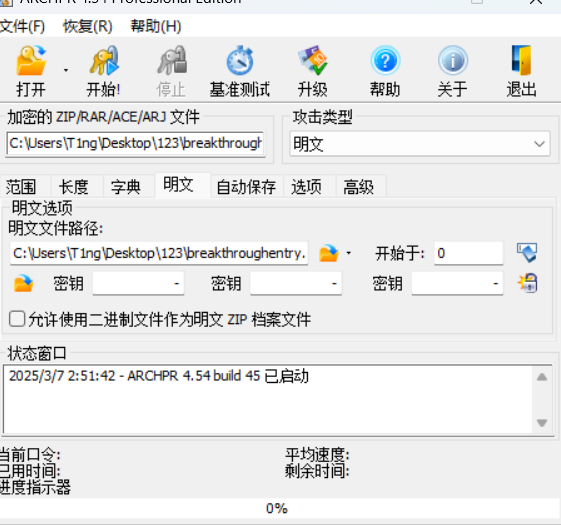 ARCHPR 4.54 Professional Edition
文件(F) 恢复(R) 帮助(H)
打开 开始! 停止 基准测试 升级 帮助 关于 退出
加密的 ZIP/RAR/ACE/ARJ 文件 攻击类型
C:\Users\T1ng\Desktop\123\breakthrough 明文
范围 长度 字典 明文 自动保存 选项 高级
明文选项
明文文件路径:
C:\Users\T1ng\Desktop\123\breakthroughentry. 开始于: 0
密钥 - 密钥 - 密钥 -
允许使用二进制文件作为明文 ZIP 档案文件
状态窗口
2025/3/7 2:51:42 - ARCHPR 4.54 build 45 已启动
当前口令: 平均速度:
已用时间: 剩余时间:
进度指示器
0%